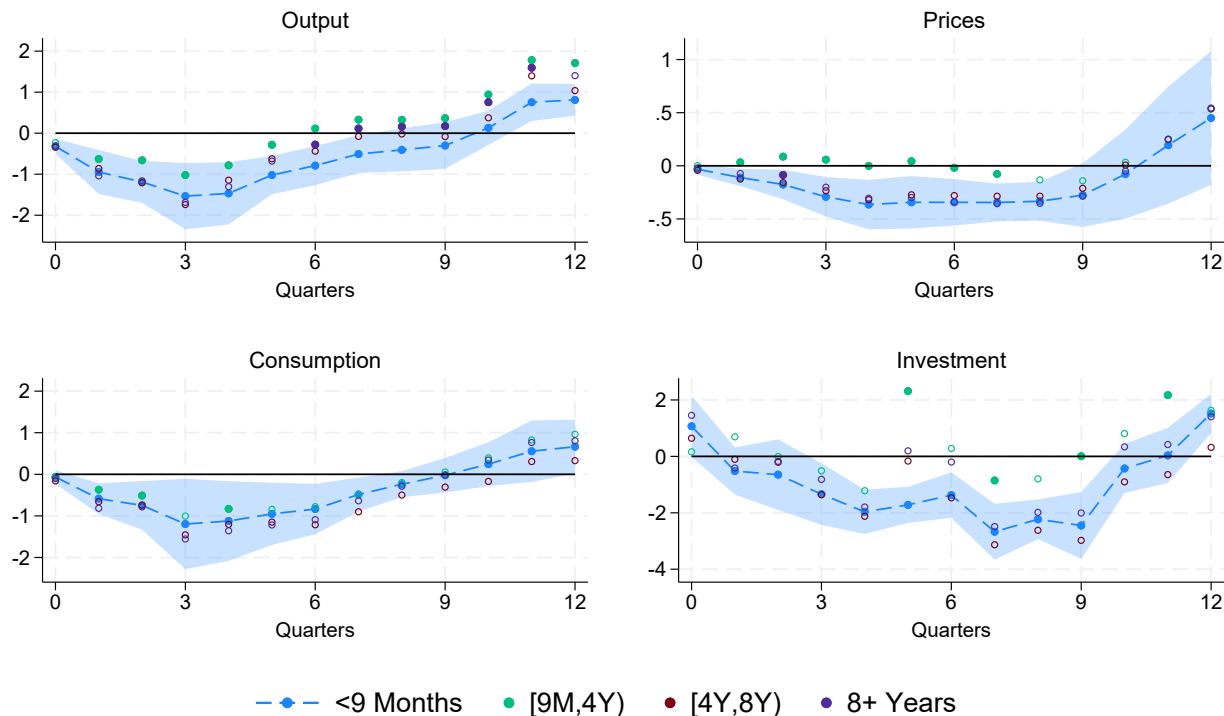 Output
2
1
0
-1
-2
0 3 6 9 12
Quarters
Prices
1
.5
0
-.5
0 3 6 9 12
Quarters
Consumption
2
1
0
-1
-2
0 3 6 9 12
Quarters
Investment
2
0
-2
-4
0 3 6 9 12
Quarters
<9 Months [9M,4Y) [4Y,8Y) 8+ Years